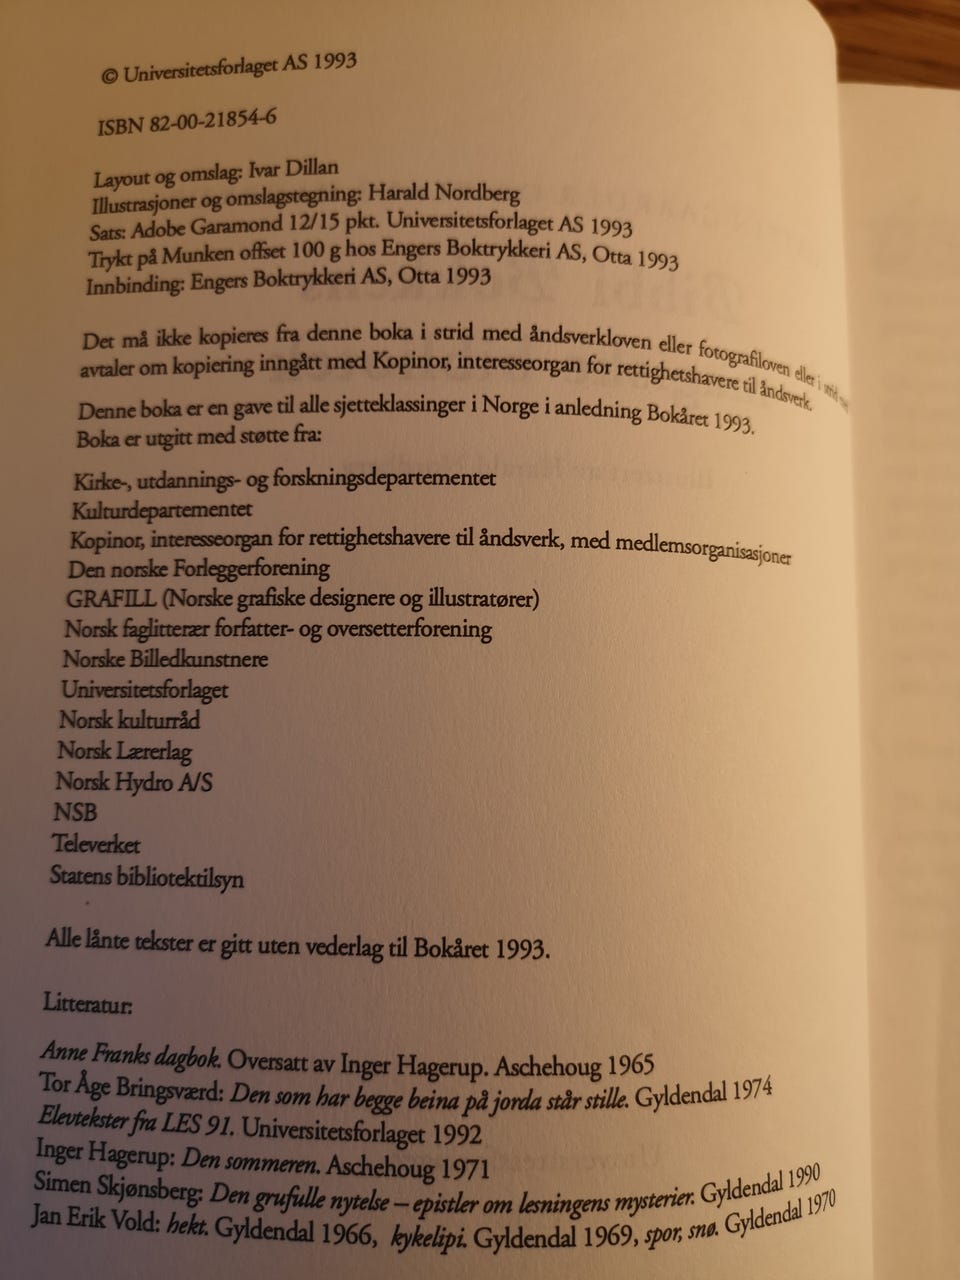 © Universitetsforlaget AS 1993
ISBN 82-00-21854-6
Layout og omslag: Ivar Dillan
Illustrasjoner og omslagstegning: Harald Nordberg
Sats: Adobe Garamond 12/15 pkt. Universitetsforlaget AS 1993
Trykt på Munken offset 100 g hos Engers Boktrykkeri AS, Otta 1993
Innbinding: Engers Boktrykkeri AS, Otta 1993
Det må ikke kopieres fra denne boka i strid med åndsverkloven eller fotografiloven eller i strid
avtaler om kopiering inngått med Kopinor, interesseorgan for rettighetshavere til åndsverk.
Denne boka er en gave til alle sjetteklassinger i Norge i anledning Bokåret 1993.
Boka er utgitt med støtte fra:
Kirke-, utdannings- og forskningsdepartementet
Kulturdepartementet
Kopinor, interesseorgan for rettighetshavere til åndsverk, med medlemsorganisasjoner
Den norske Forleggerforening
GRAFILL (Norske grafiske designere og illustratører)
Norsk faglitterær forfatter- og oversetterforening
Norske Billedkunstnere
Universitetsforlaget
Norsk kulturråd
Norsk Lærerlag
Norsk Hydro A/S
NSB
Televerket
Statens bibliotektilsyn
Alle lånte tekster er gitt uten vederlag til Bokåret 1993.
Litteratur:
Anne Franks dagbok. Oversatt av Inger Hagerup. Aschehoug 1965
Tor Åge Bringsværd: Den som har begge beina på jorda står stille. Gyldendal 1974
Elevtekster fra LES 91. Universitetsforlaget 1992
Inger Hagerup: Den sommeren. Aschehoug 1971
Simen Skjønsberg: Den grufulle nytelse – epistler om lesningens mysterier. Gyldendal 1990
Jan Erik Vold: hekt. Gyldendal 1966, kykelipi. Gyldendal 1969, spor, snø. Gyldendal 1970